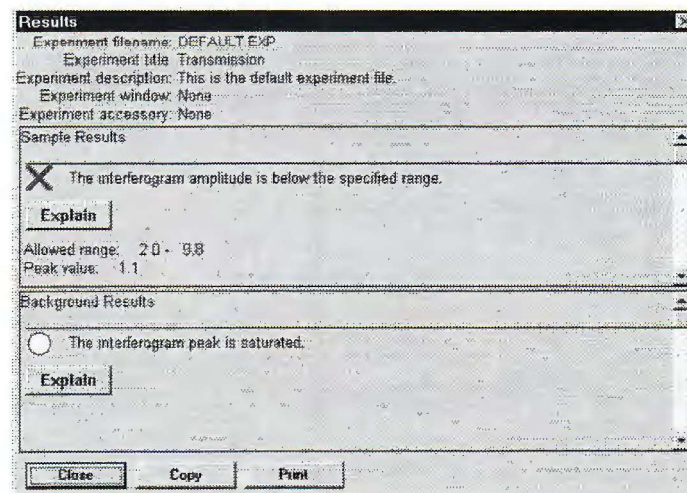 Results
Experiment filename: DEFAULT.EXP
Experiment title: Transmission
Experiment description: This is the default experiment file.
Experiment window: None
Experiment accessory: None
Sample Results
The interferogram amplitude is below the specified range.
Explain
Allowed range: 2.0 - 9.8
Peak value: 1.1
Background Results
The interferogram peak is saturated.
Explain
Close Copy Print